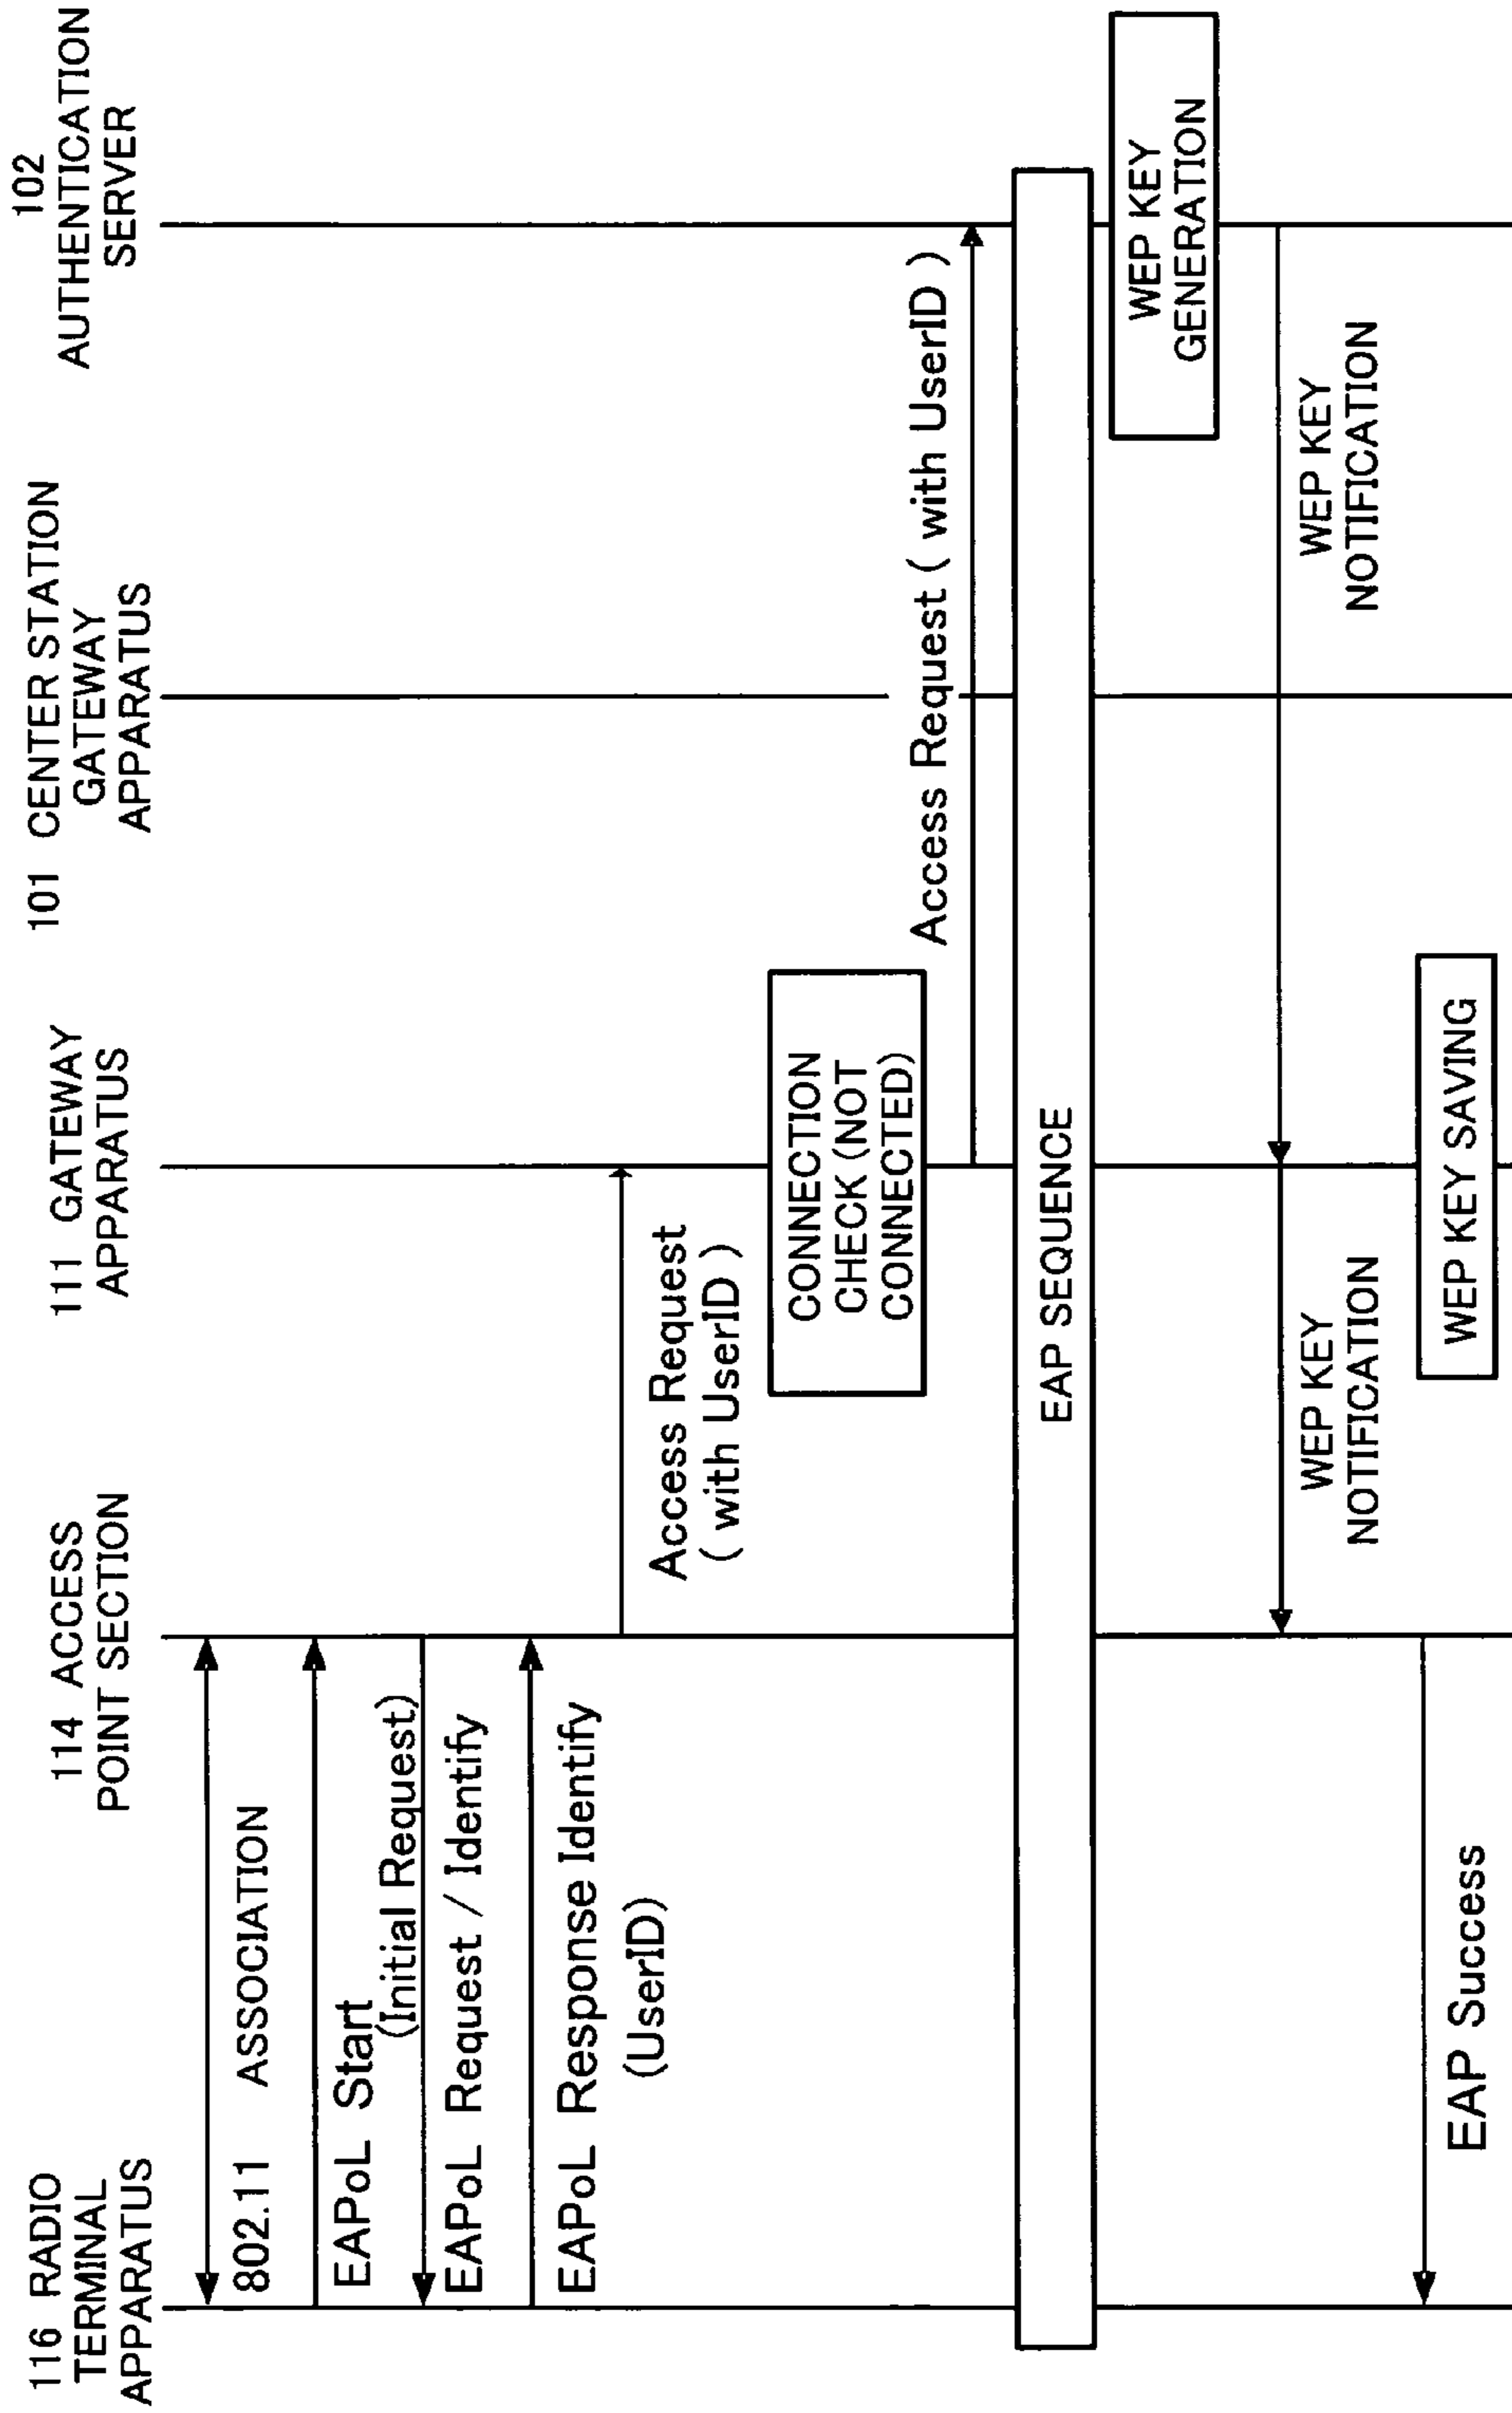 116 RADIO
TERMINAL
APPARATUS
114 ACCESS
POINT SECTION
111 GATEWAY
APPARATUS
101 CENTER STATION
GATEWAY
APPARATUS
102
AUTHENTICATION
SERVER
802.11 ASSOCIATION
EAPoL Start
(Initial Request)
EAPoL Request / Identify
EAPoL Response Identify
(UserID)
Access Request
( with UserID )
CONNECTION
CHECK (NOT
CONNECTED)
Access Request ( with UserID )
EAP SEQUENCE
WEP KEY
GENERATION
WEP KEY
NOTIFICATION
WEP KEY
NOTIFICATION
EAP Success
WEP KEY SAVING